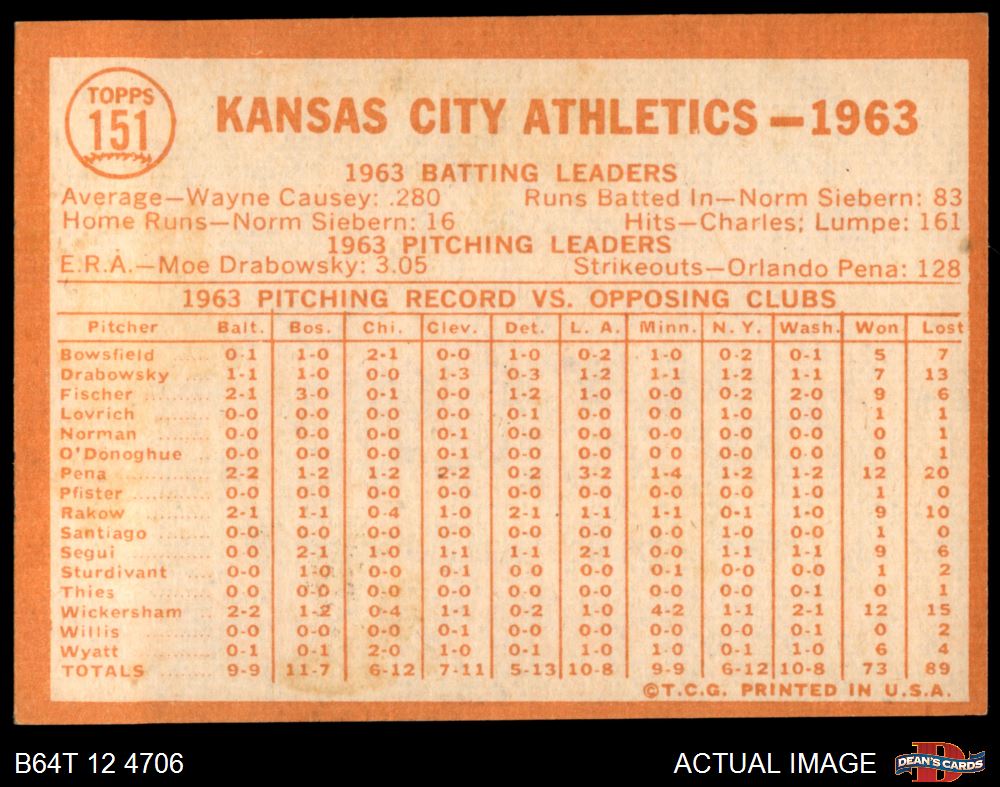 TOPPS
151
KANSAS CITY ATHLETICS—1963
1963 BATTING LEADERS
Average—Wayne Causey: .280 Runs Batted In—Norm Siebern: 83
Home Runs—Norm Siebern: 16 Hits—Charles; Lumpe: 161
1963 PITCHING LEADERS
E.R.A.—Moe Drabowsky: 3.05 Strikeouts—Orlando Pena: 128
1963 PITCHING RECORD VS. OPPOSING CLUBS
Pitcher Balt. Bos. Chi. Clev. Det. L. A. Minn. N. Y. Wash. Won Lost
Bowsfield ..... 0-1 1-0 2-1 0-0 1-0 0-2 1-0 0-2 0-1 5 7
Drabowsky ... 1-1 1-0 0-0 1-3 0-3 1-2 1-1 1-2 1-1 7 13
Fischer ........ 2-1 3-0 0-1 0-0 1-2 1-0 0-0 0-2 2-0 9 6
Lovrich ........ 0-0 0-0 0-0 0-0 0-1 0-0 0-0 1-0 0-0 1 1
Norman ....... 0-0 0-0 0-0 0-1 0-0 0-0 0-0 0-0 0-0 0 1
O'Donoghue ... 0-0 0-0 0-0 0-1 0-0 0-0 0-0 0-0 0-0 0 1
Pena .......... 2-2 1-2 1-2 2-2 0-2 3-2 1-4 1-2 1-2 12 20
Pfister ........ 0-0 0-0 0-0 0-0 0-0 0-0 0-0 0-0 1-0 1 0
Rakow ......... 2-1 1-1 0-4 1-0 2-1 1-1 1-1 0-1 1-0 9 10
Santiago ...... 0-0 0-0 0-0 0-0 0-0 0-0 0-0 1-0 0-0 1 0
Segui ......... 0-0 2-1 1-0 1-1 1-1 2-1 0-0 1-1 1-1 9 6
Sturdivant .... 0-0 1-0 0-0 0-1 0-0 0-0 0-1 0-0 0-0 1 2
Thies ......... 0-0 0-0 0-0 0-0 0-0 0-0 0-0 0-0 0-1 0 1
Wickersham ... 2-2 1-2 0-4 1-1 0-2 1-0 4-2 1-1 2-1 12 15
Willis ......... 0-0 0-0 0-0 0-1 0-0 0-0 0-0 0-0 0-1 0 2
Wyatt ......... 0-1 0-1 2-0 1-0 0-1 1-0 1-0 0-1 1-0 6 4
TOTALS 9-9 11-7 6-12 7-11 5-13 10-8 9-9 6-12 10-8 73 89
©T.C.G. PRINTED IN U.S.A.
B64T 12 4706 ACTUAL IMAGE DEAN'S CARDS